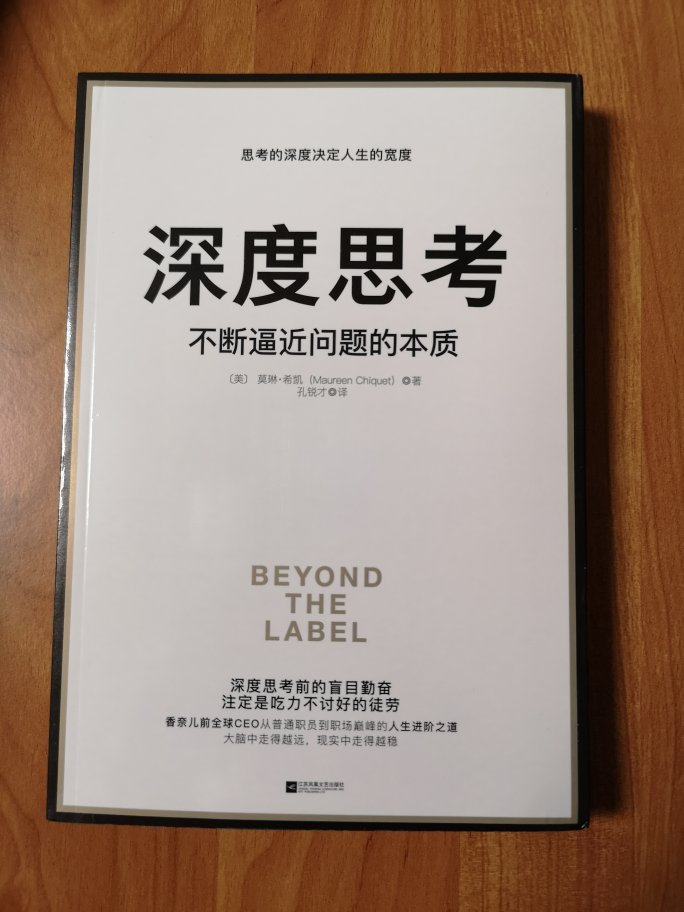 思考的深度决定人生的宽度
深度思考
不断逼近问题的本质
〔美〕 莫琳·希凯（Maureen Chiquet）◎著
孔锐才◎译
BEYOND
THE
LABEL
深度思考前的盲目勤奋
注定是吃力不讨好的徒劳
香奈儿前全球CEO从普通职员到职场巅峰的人生进阶之道
大脑中走得越远，现实中走得越稳
江苏凤凰文艺出版社